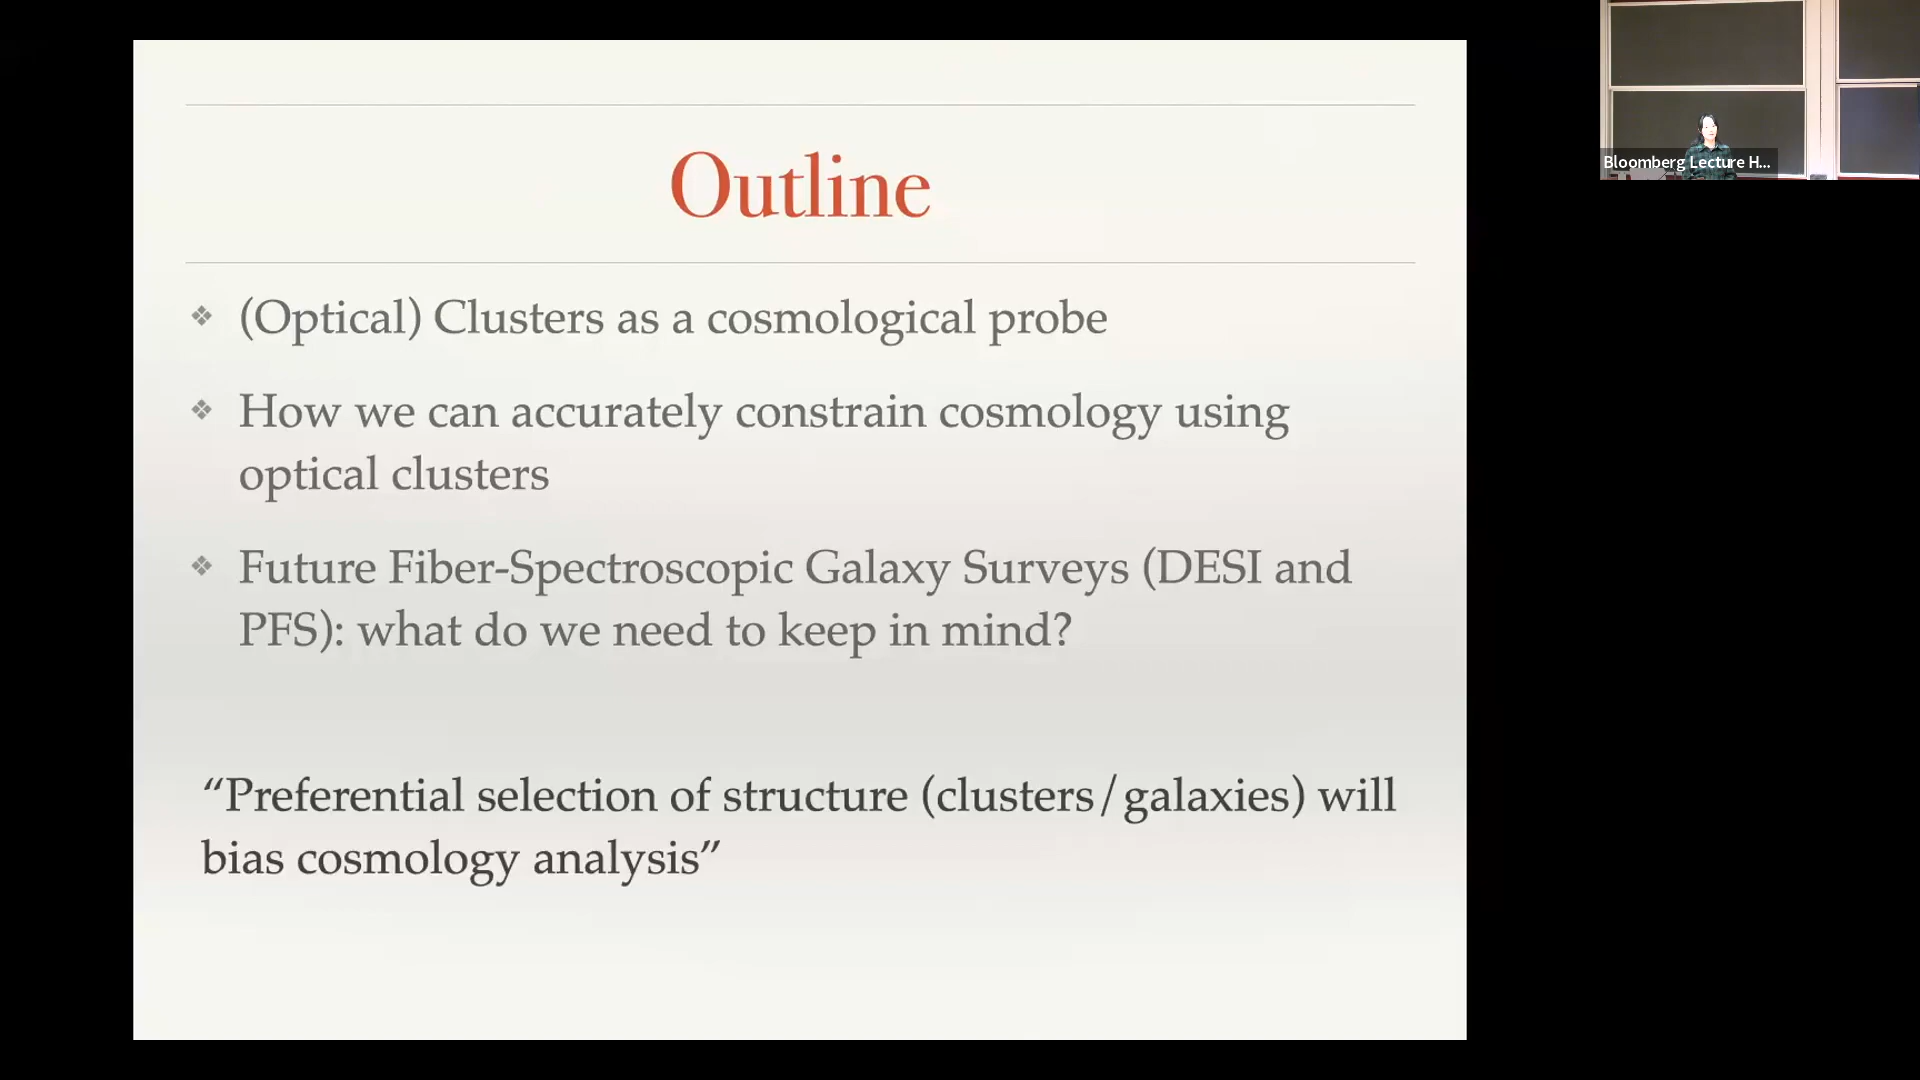 Outline
(Optical) Clusters as a cosmological probe
How we can accurately constrain cosmology using
optical clusters
Future Fiber-Spectroscopic Galaxy Surveys (DESI and
PFS): what do we need to keep in mind?
“Preferential selection of structure (clusters/galaxies) will
bias cosmology analysis”
Bloomberg Lecture H...